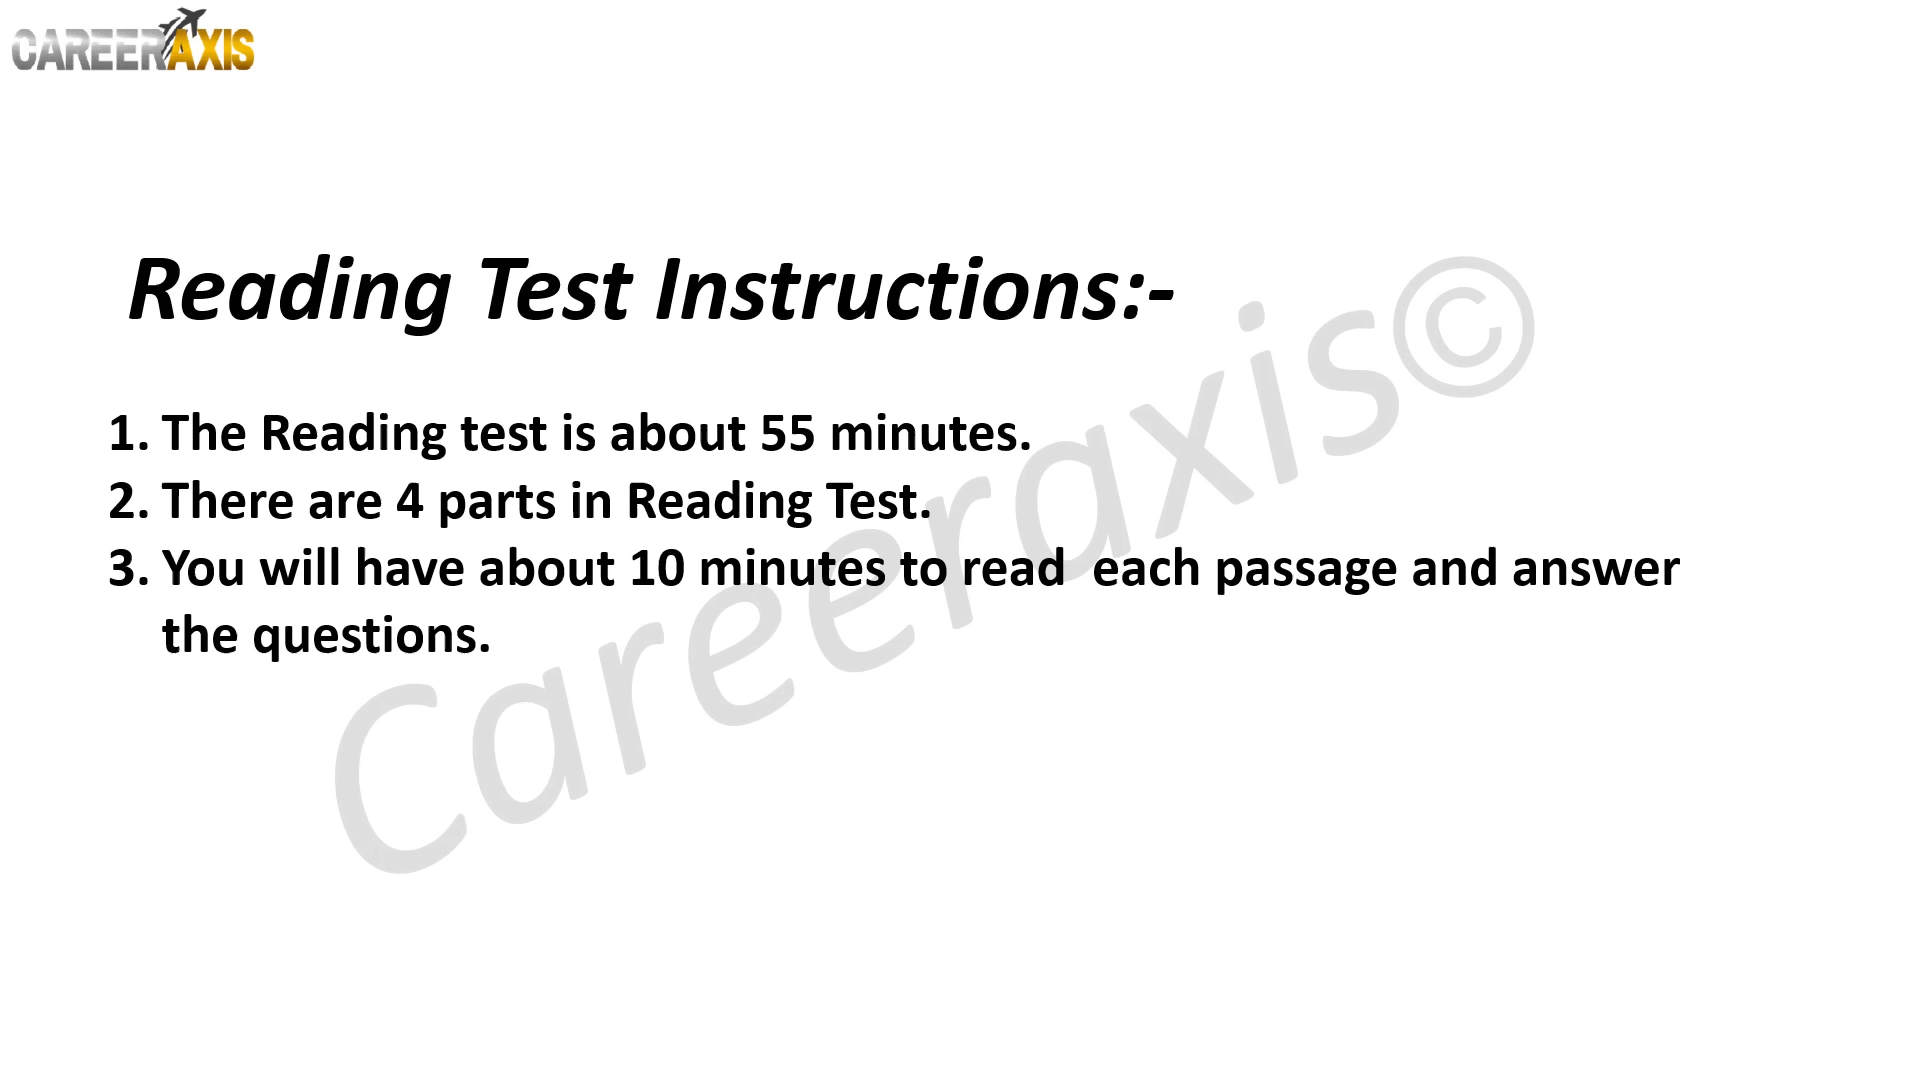 CAREERAXIS
Reading Test Instructions:-
1. The Reading test is about 55 minutes.
2. There are 4 parts in Reading Test.
3. You will have about 10 minutes to read  each passage and answer
the questions.
Careeraxis©